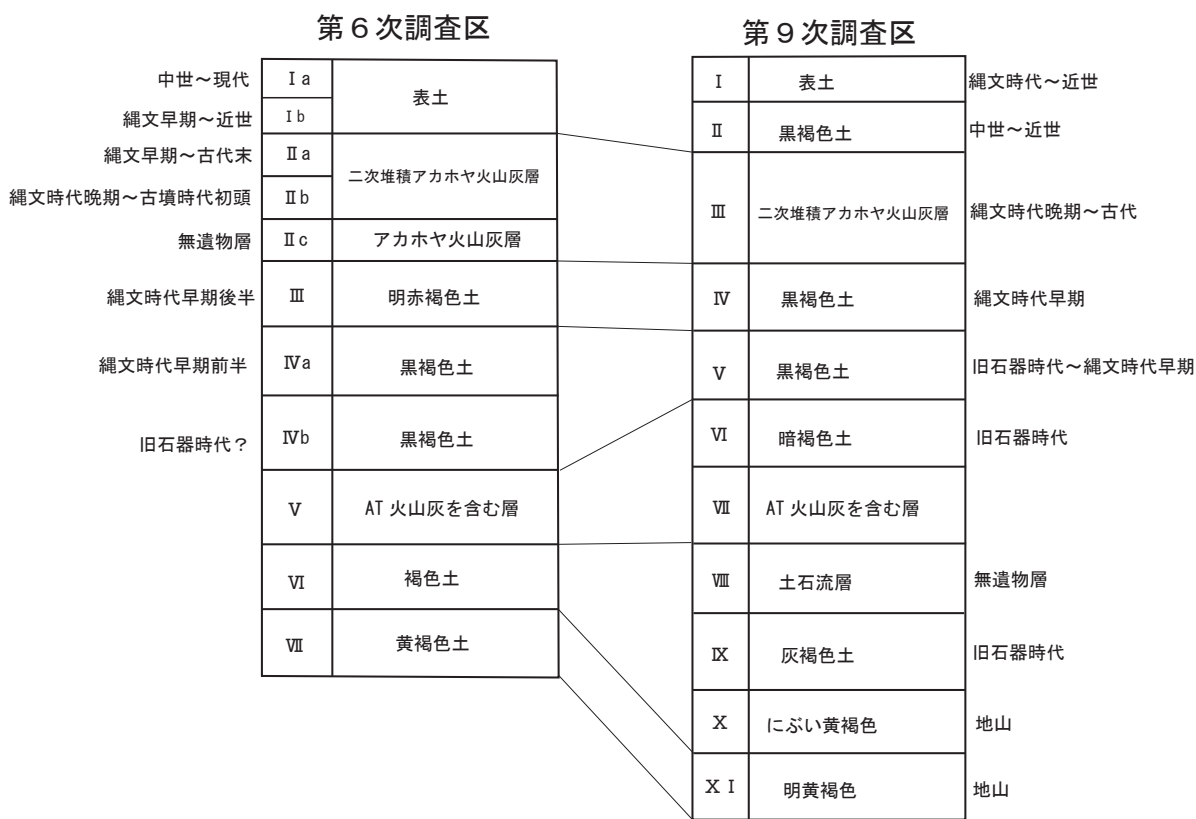 第６次調査区
中世～現代 Ⅰa 表土
縄文早期～近世 Ⅰb
縄文早期～古代末 Ⅱa 二次堆積アカホヤ火山灰層
縄文時代晩期～古墳時代初頭 Ⅱb
無遺物層 Ⅱc アカホヤ火山灰層
縄文時代早期後半 Ⅲ 明赤褐色土
縄文時代早期前半 Ⅳa 黒褐色土
旧石器時代？ Ⅳb 黒褐色土
Ⅴ AT 火山灰を含む層
Ⅵ 褐色土
Ⅶ 黄褐色土
第９次調査区
Ⅰ 表土 縄文時代～近世
Ⅱ 黒褐色土 中世～近世
Ⅲ 二次堆積アカホヤ火山灰層 縄文時代晩期～古代
Ⅳ 黒褐色土 縄文時代早期
Ⅴ 黒褐色土 旧石器時代～縄文時代早期
Ⅵ 暗褐色土 旧石器時代
Ⅶ AT 火山灰を含む層
Ⅷ 土石流層 無遺物層
Ⅸ 灰褐色土 旧石器時代
Ⅹ にぶい黄褐色 地山
ⅩⅠ 明黄褐色 地山